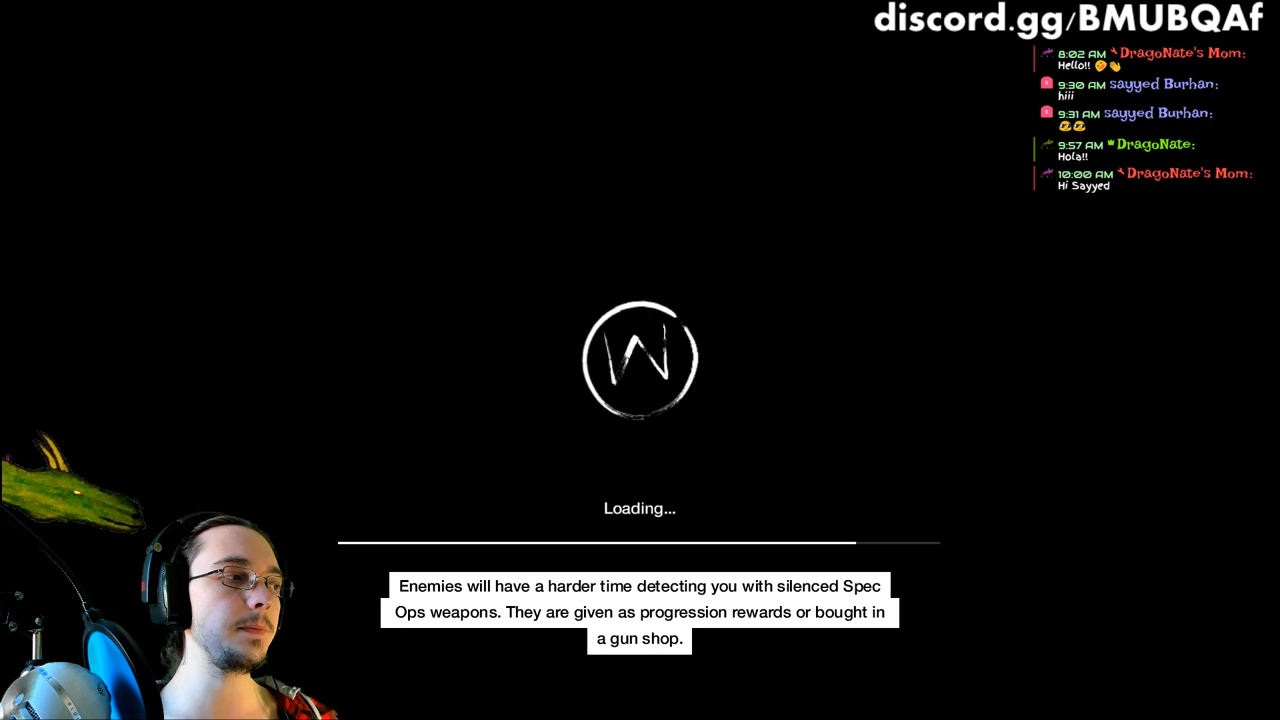 discord.gg/BMUBQAf
8:02 AM DragoNate's Mom:
Hello!! 🤔👋
9:30 AM sayyed Burhan:
hiii
9:31 AM sayyed Burhan:
9:57 AM DragoNate:
Hola!!
10:00 AM DragoNate's Mom:
Hi Sayyed
W
Loading...
Enemies will have a harder time detecting you with silenced Spec
Ops weapons. They are given as progression rewards or bought in
a gun shop.